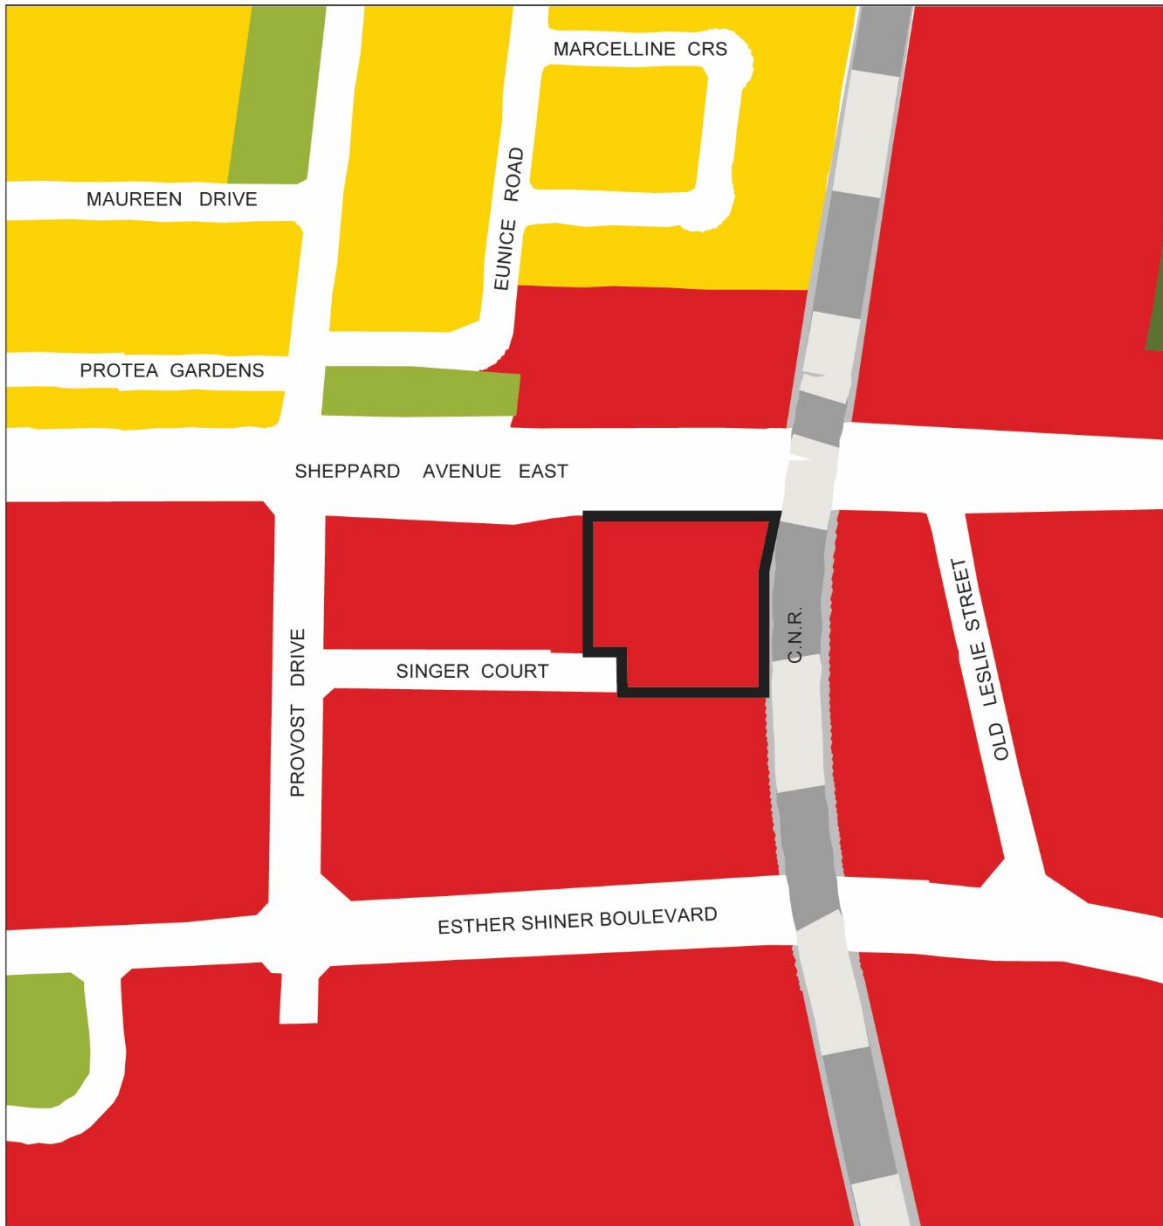 MARCELLINE CRS
MAUREEN DRIVE
EUNICE ROAD
PROTEA GARDENS
SHEPPARD AVENUE EAST
PROVOST DRIVE
SINGER COURT
C.N.R.
OLD LESLIE STREET
ESTHER SHINER BOULEVARD